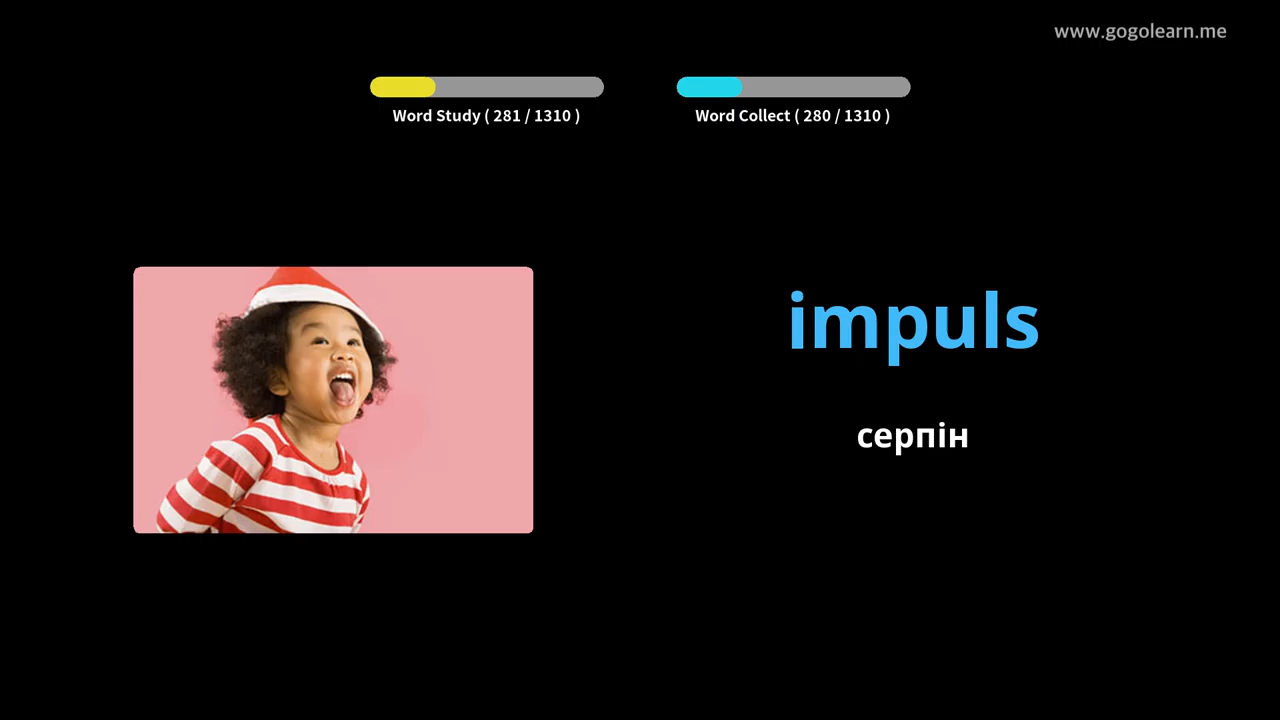 www.gogolearn.me
Word Study ( 281 / 1310 )
Word Collect ( 280 / 1310 )
impuls
серпін